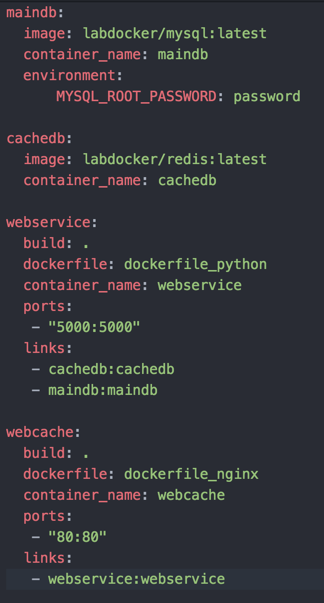 maindb:
  image: labdocker/mysql:latest
  container_name: maindb
  environment:
      MYSQL_ROOT_PASSWORD: password

cachedb:
  image: labdocker/redis:latest
  container_name: cachedb

webservice:
  build: .
  dockerfile: dockerfile_python
  container_name: webservice
  ports:
   - "5000:5000"
  links:
   - cachedb:cachedb
   - maindb:maindb

webcache:
  build: .
  dockerfile: dockerfile_nginx
  container_name: webcache
  ports:
   - "80:80"
  links:
   - webservice:webservice